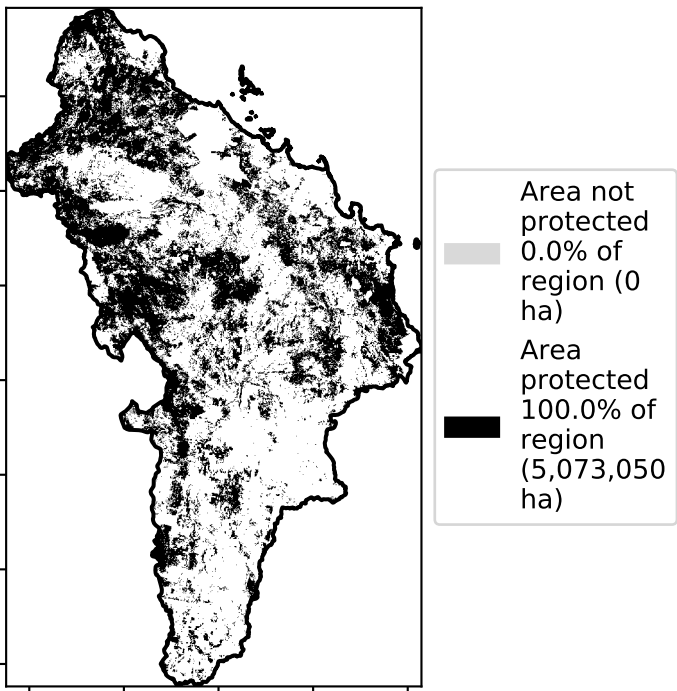 Area not
protected
0.0% of
region (0
ha)
Area
protected
100.0% of
region
(5,073,050
ha)